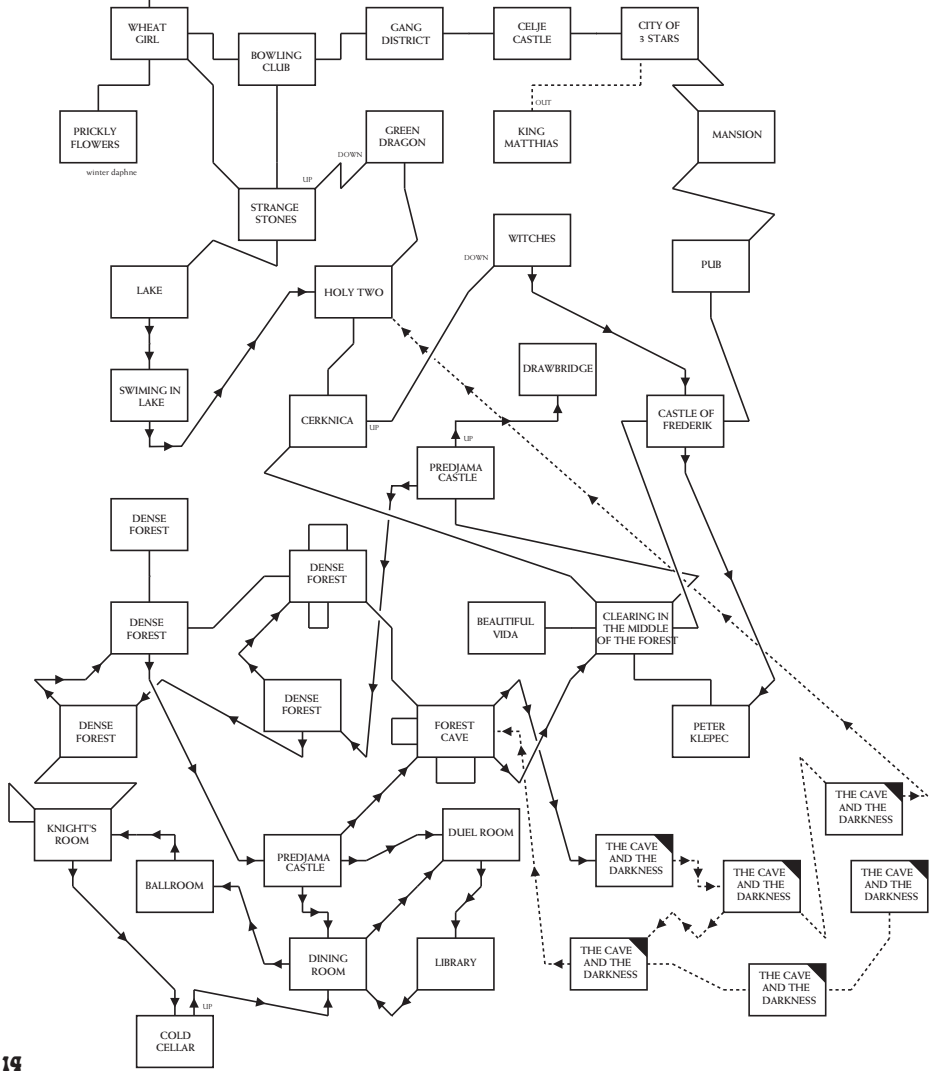 WHEAT
GIRL
BOWLING
CLUB
GANG
DISTRICT
CELJE
CASTLE
CITY OF
3 STARS
PRICKLY
FLOWERS
winter daphne
GREEN
DRAGON
DOWN
UP
OUT
KING
MATTHIAS
MANSION
STRANGE
STONES
WITCHES
DOWN
PUB
LAKE
HOLY TWO
DRAWBRIDGE
SWIMING IN
LAKE
CERKNICA
UP
CASTLE OF
FREDERIK
UP
PREDJAMA
CASTLE
DENSE
FOREST
DENSE
FOREST
DENSE
FOREST
BEAUTIFUL
VIDA
CLEARING IN
THE MIDDLE
OF THE FOREST
DENSE
FOREST
DENSE
FOREST
FOREST
CAVE
PETER
KLEPEC
THE CAVE
AND THE
DARKNESS
KNIGHT'S
ROOM
DUEL ROOM
PREDJAMA
CASTLE
THE CAVE
AND THE
DARKNESS
BALLROOM
THE CAVE
AND THE
DARKNESS
THE CAVE
AND THE
DARKNESS
DINING
ROOM
LIBRARY
THE CAVE
AND THE
DARKNESS
THE CAVE
AND THE
DARKNESS
UP
COLD
CELLAR
14